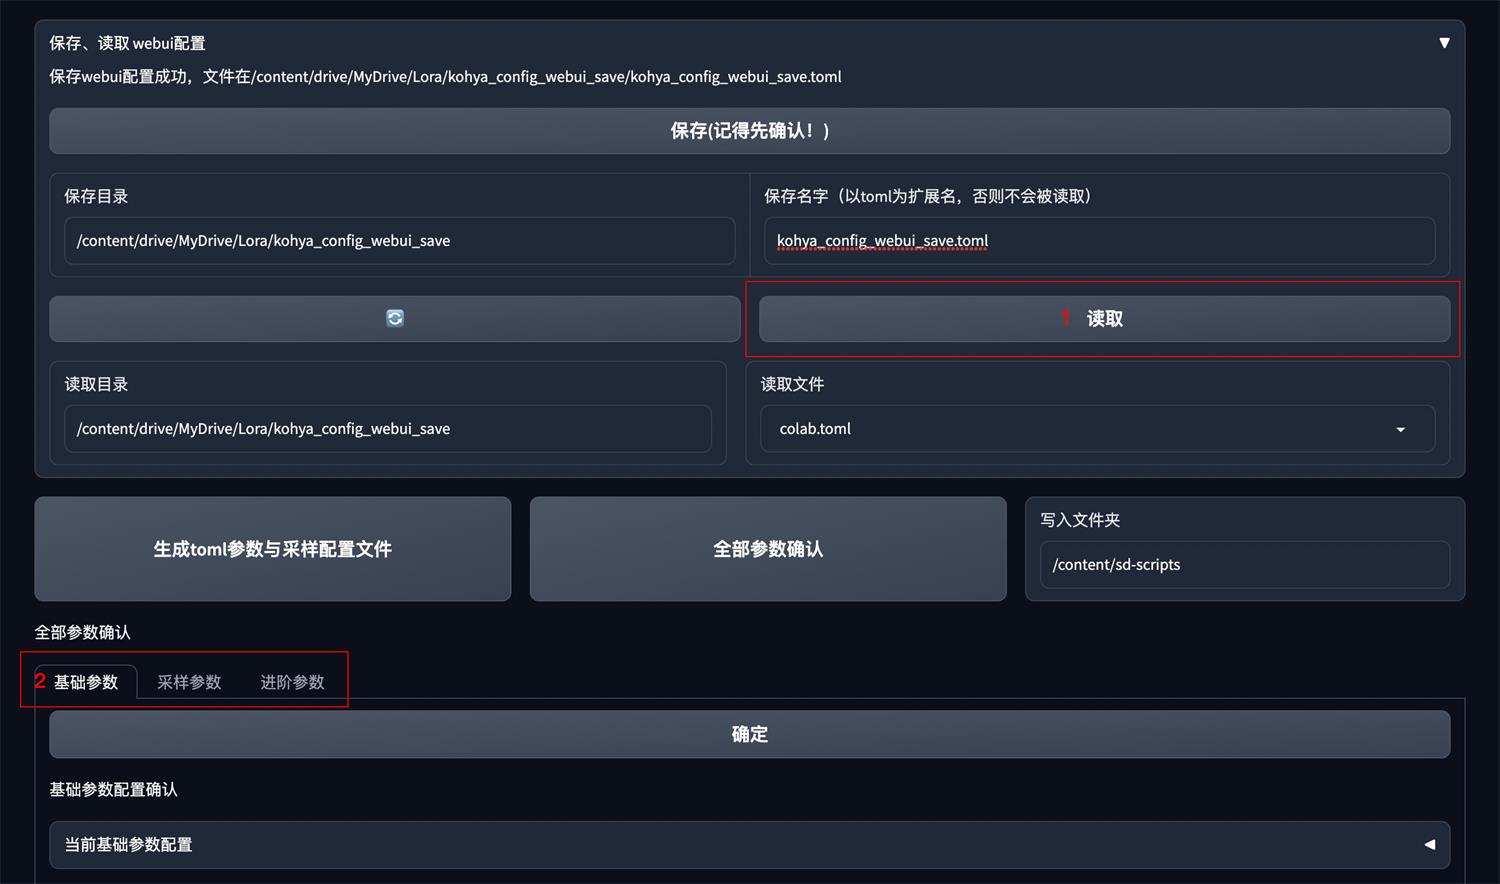 保存、读取 webui配置
保存webui配置成功，文件在/content/drive/MyDrive/Lora/kohya_config_webui_save/kohya_config_webui_save.toml
保存(记得先确认！)
保存目录
/content/drive/MyDrive/Lora/kohya_config_webui_save
保存名字（以toml为扩展名，否则不会被读取）
kohya_config_webui_save.toml
1 读取
读取目录
/content/drive/MyDrive/Lora/kohya_config_webui_save
读取文件
colab.toml
生成toml参数与采样配置文件
全部参数确认
写入文件夹
/content/sd-scripts
全部参数确认
2 基础参数 采样参数 进阶参数
确定
基础参数配置确认
当前基础参数配置